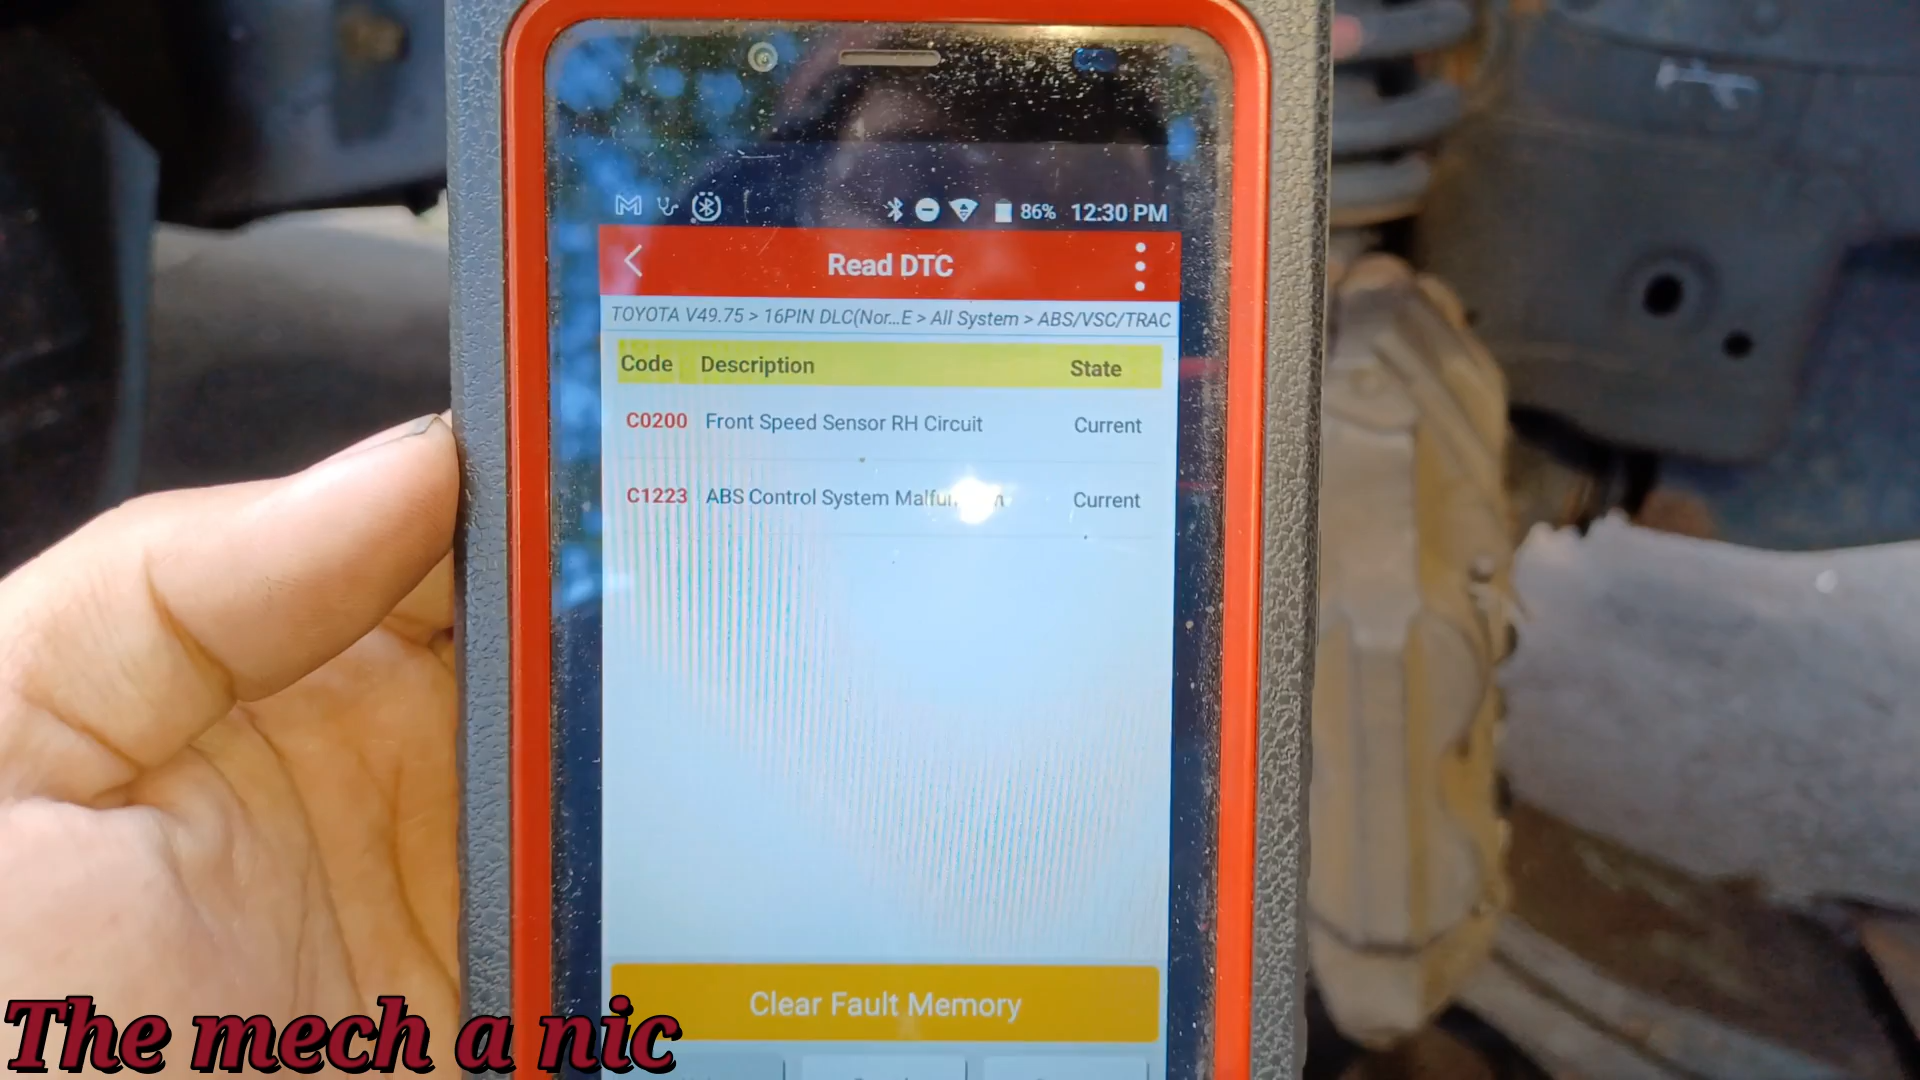 86% 12:30 PM
Read DTC
TOYOTA V49.75 > 16PIN DLC(Nor...E > All System > ABS/VSC/TRAC
Code Description State
C0200 Front Speed Sensor RH Circuit Current
C1223 ABS Control System Current
Clear Fault Memory
The mech a nic